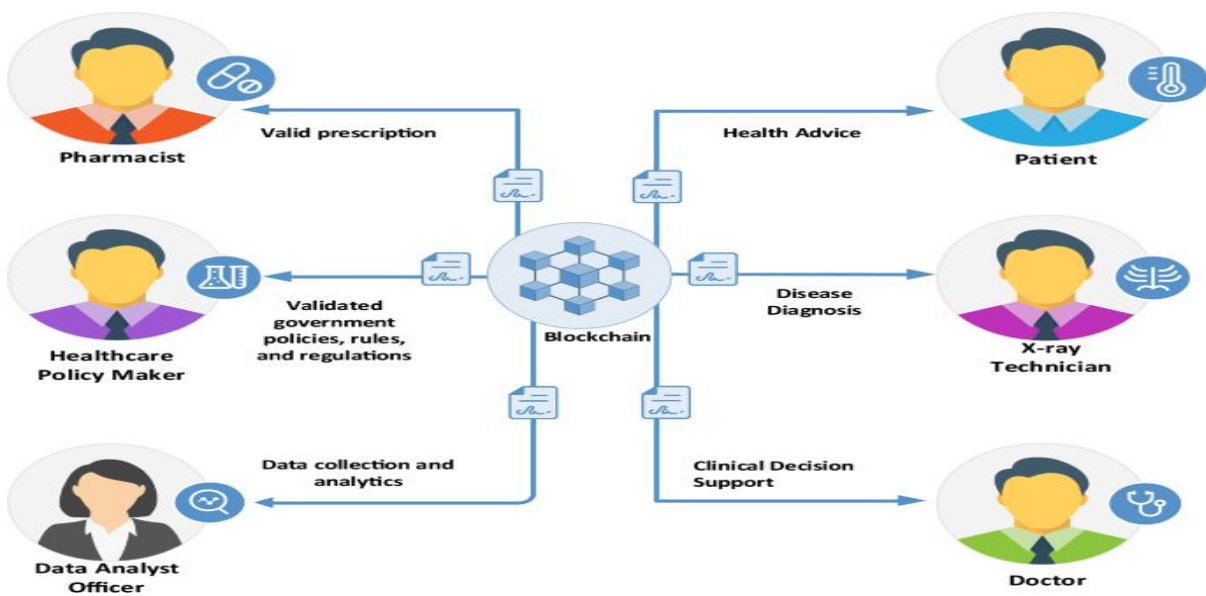 Valid prescription
Pharmacist
Health Advice
Patient
Validated
government
policies, rules,
and regulations
Healthcare
Policy Maker
Blockchain
Disease
Diagnosis
X-ray
Technician
Data collection and
analytics
Data Analyst
Officer
Clinical Decision
Support
Doctor